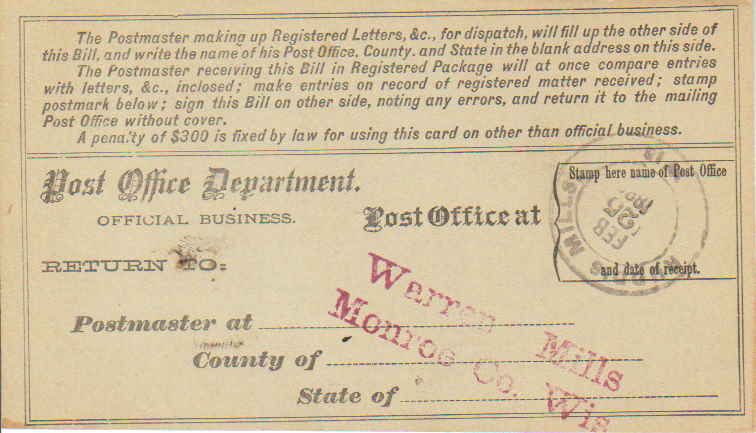 The Postmaster making up Registered Letters, &c., for dispatch, will fill up the other side of
this Bill, and write the name of his Post Office, County, and State in the blank address on this side.
The Postmaster receiving this Bill in Registered Package will at once compare entries
with letters, &c., inclosed; make entries on record of registered matter received; stamp
postmark below; sign this Bill on other side, noting any errors, and return it to the mailing
Post Office without cover.
A penalty of $300 is fixed by law for using this card on other than official business.
Post Office Department.
OFFICIAL BUSINESS.
Post Office at
Stamp here name of Post Office
and date of receipt.
MILLS
WIS
FEB
25
RETURN TO:
Warren Mills
Monroe Co. Wis
Postmaster at
County of
State of